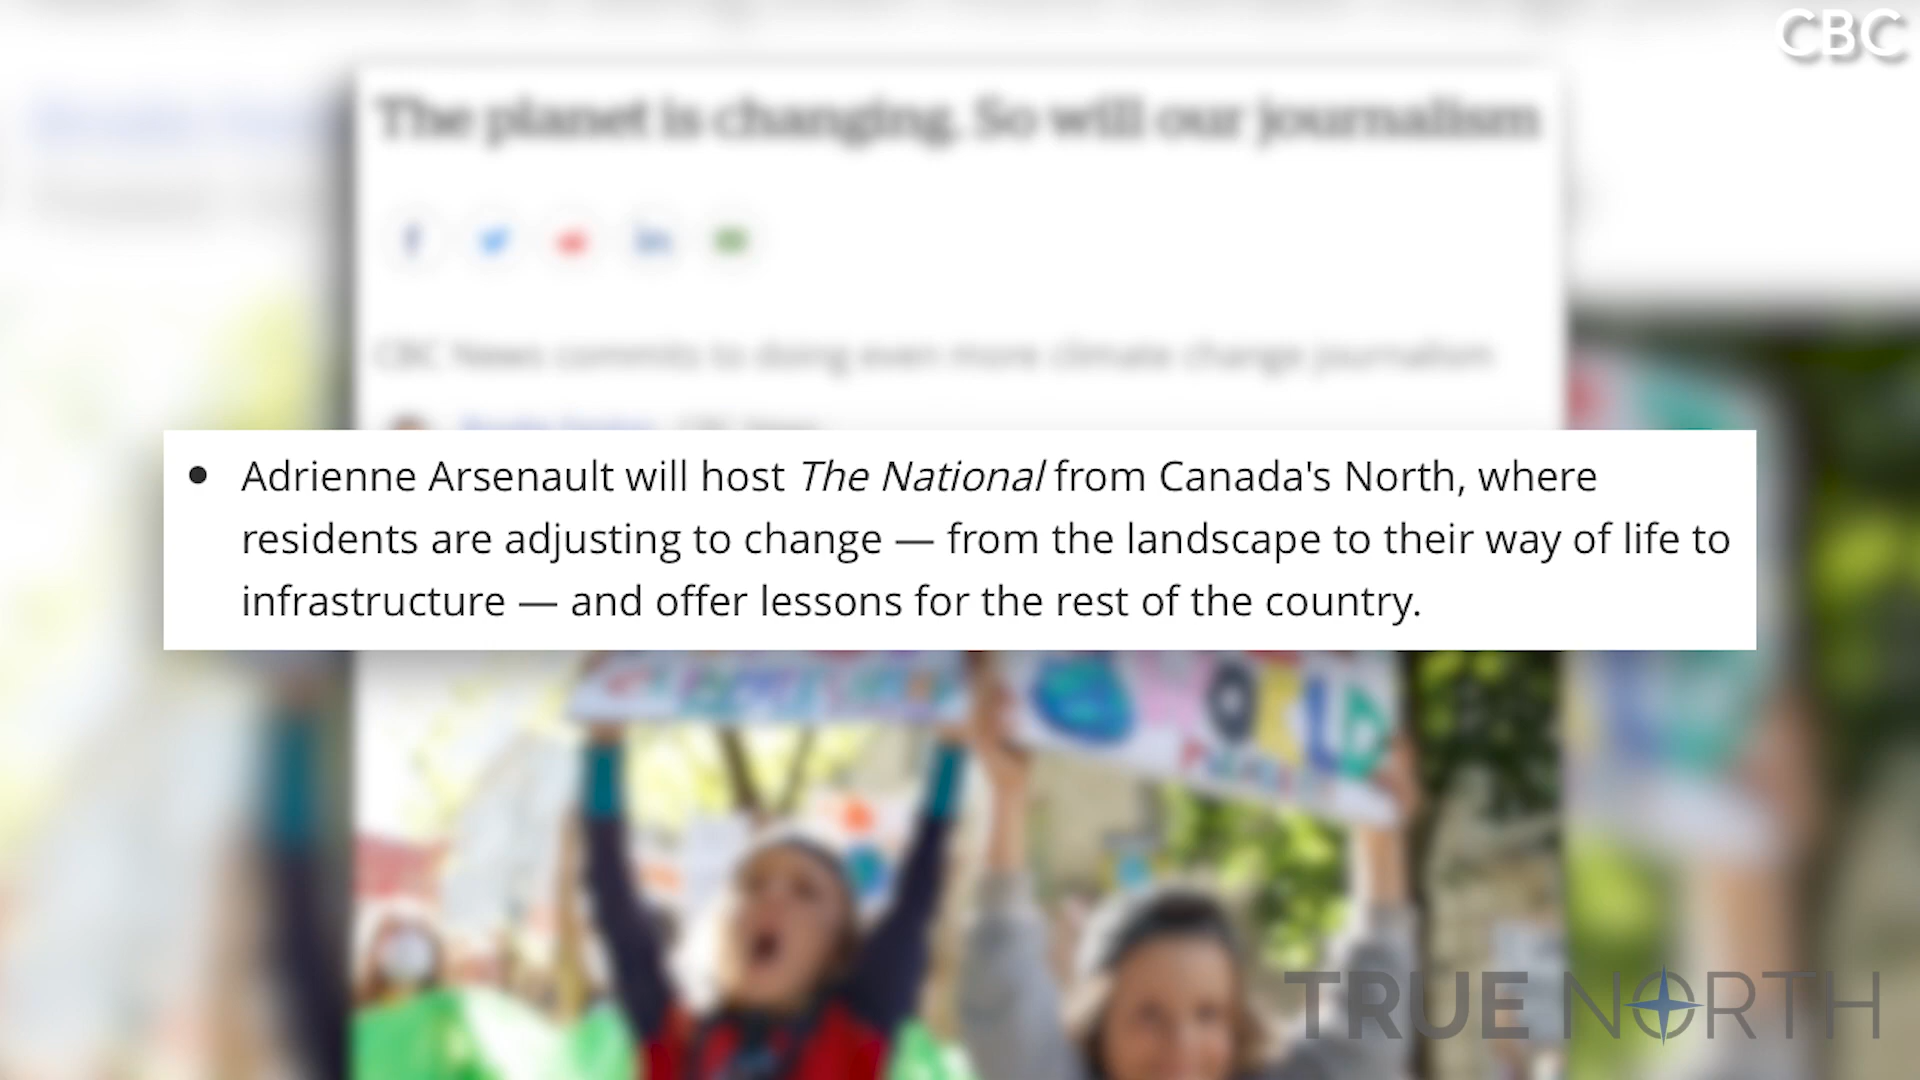 CBC
The planet is changing. So will our journalism
CBC News commits to doing even more climate change journalism
• Adrienne Arsenault will host The National from Canada's North, where
residents are adjusting to change — from the landscape to their way of life to
infrastructure — and offer lessons for the rest of the country.
TRUE NORTH